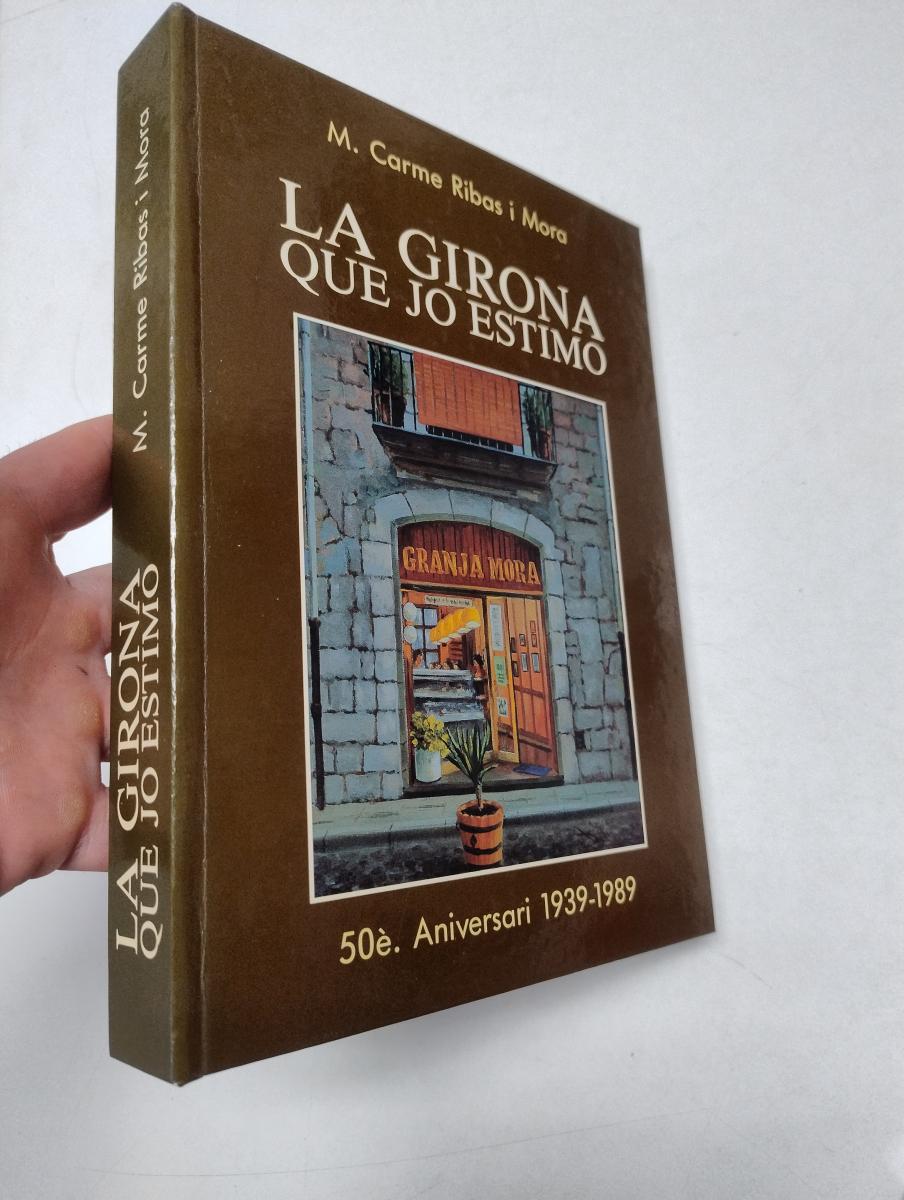 M. Carme Ribas i Mora
LA GIRONA
QUE JO ESTIMO
GRANJA MORA
50è. Aniversari 1939-1989
M. Carme Ribas i Mora
LA GIRONA
QUE JO ESTIMO